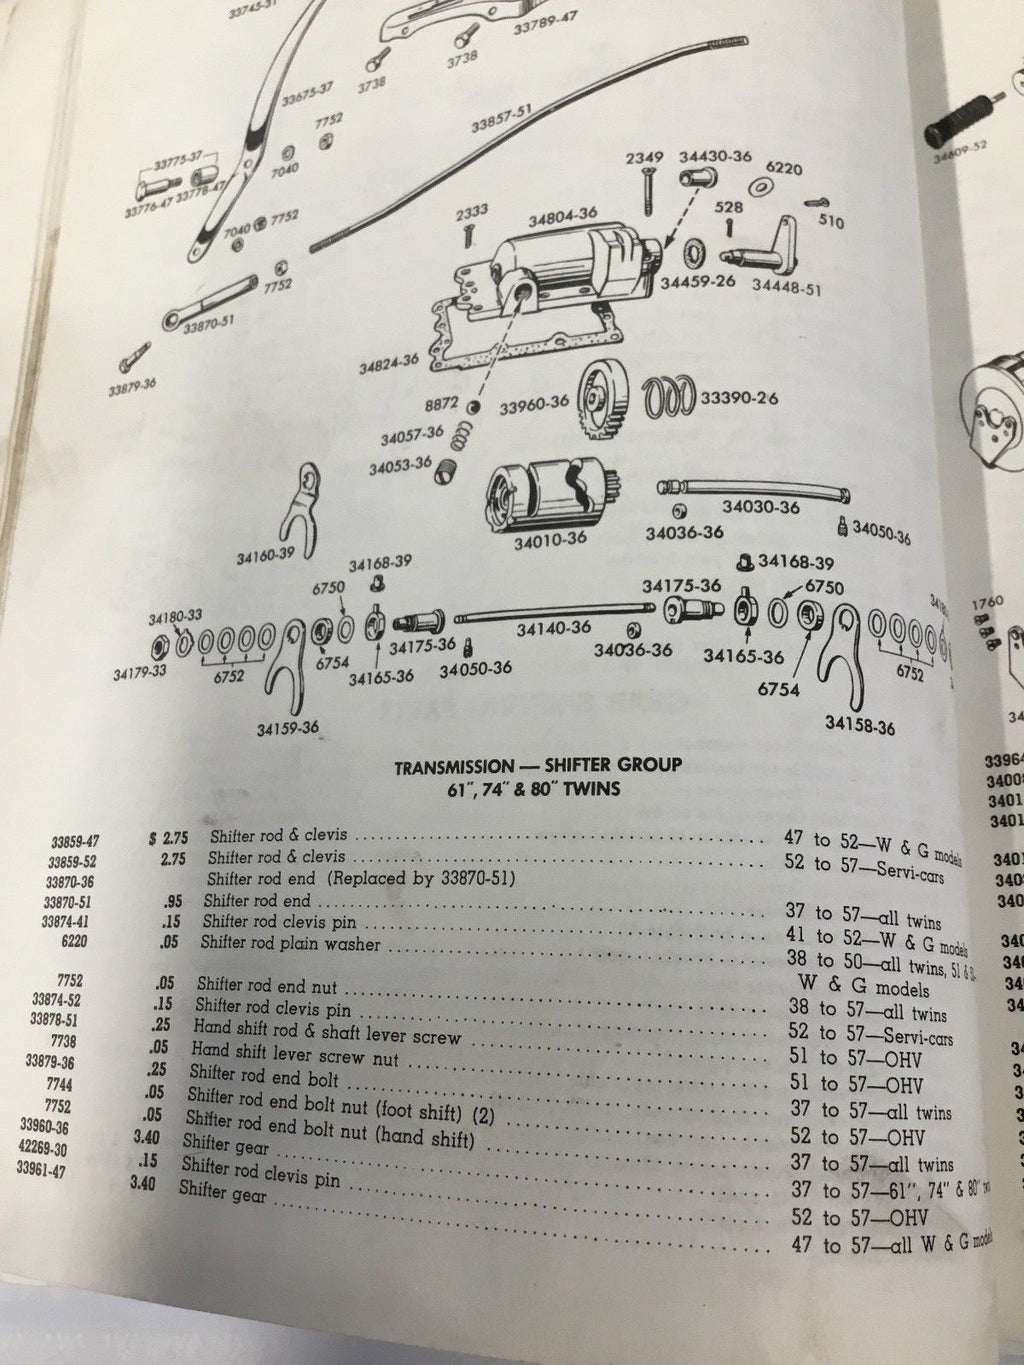 33745-37
33789-47
3738
3738
33675-37
7752
33857-51
33775-37
7040
33776-47 33778-47
7040
7752
7752
33870-51
33879-36
2349
34430-36
6220
34609-52
2333
34804-36
528
510
34459-26
34448-51
34824-36
8872
33960-36
33390-26
34057-36
34053-36
34160-39
34010-36
34030-36
34036-36
34050-36
34168-39
34168-39
6750
34175-36
6750
34180-33
34179-33
6752
6754
34165-36
34175-36
34050-36
34140-36
34036-36
34165-36
6754
6752
1760
34159-36
34158-36
TRANSMISSION — SHIFTER GROUP
61", 74" & 80" TWINS
33859-47 $ 2.75 Shifter rod & clevis 47 to 52—W & G models
33859-52 2.75 Shifter rod & clevis 52 to 57—Servi-cars
33870-36 Shifter rod end (Replaced by 33870-51)
33870-51 .95 Shifter rod end 37 to 57—all twins
33874-41 .15 Shifter rod clevis pin 41 to 52—W & G models
6220 .05 Shifter rod plain washer 38 to 50—all twins, 51 &
W & G models
7752 .05 Shifter rod end nut 38 to 57—all twins
33874-52 .15 Shifter rod clevis pin 52 to 57—Servi-cars
33878-51 .25 Hand shift rod & shaft lever screw 51 to 57—OHV
7738 .05 Hand shift lever screw nut 51 to 57—OHV
33879-36 .25 Shifter rod end bolt 37 to 57—all twins
7744 .05 Shifter rod end bolt nut (foot shift) (2) 52 to 57—OHV
7752 .05 Shifter rod end bolt nut (hand shift) 37 to 57—all twins
33960-36 3.40 Shifter gear 37 to 57—61", 74" & 80"
42269-30 .15 Shifter rod clevis pin 52 to 57—OHV
33961-47 3.40 Shifter gear 47 to 57—all W & G models